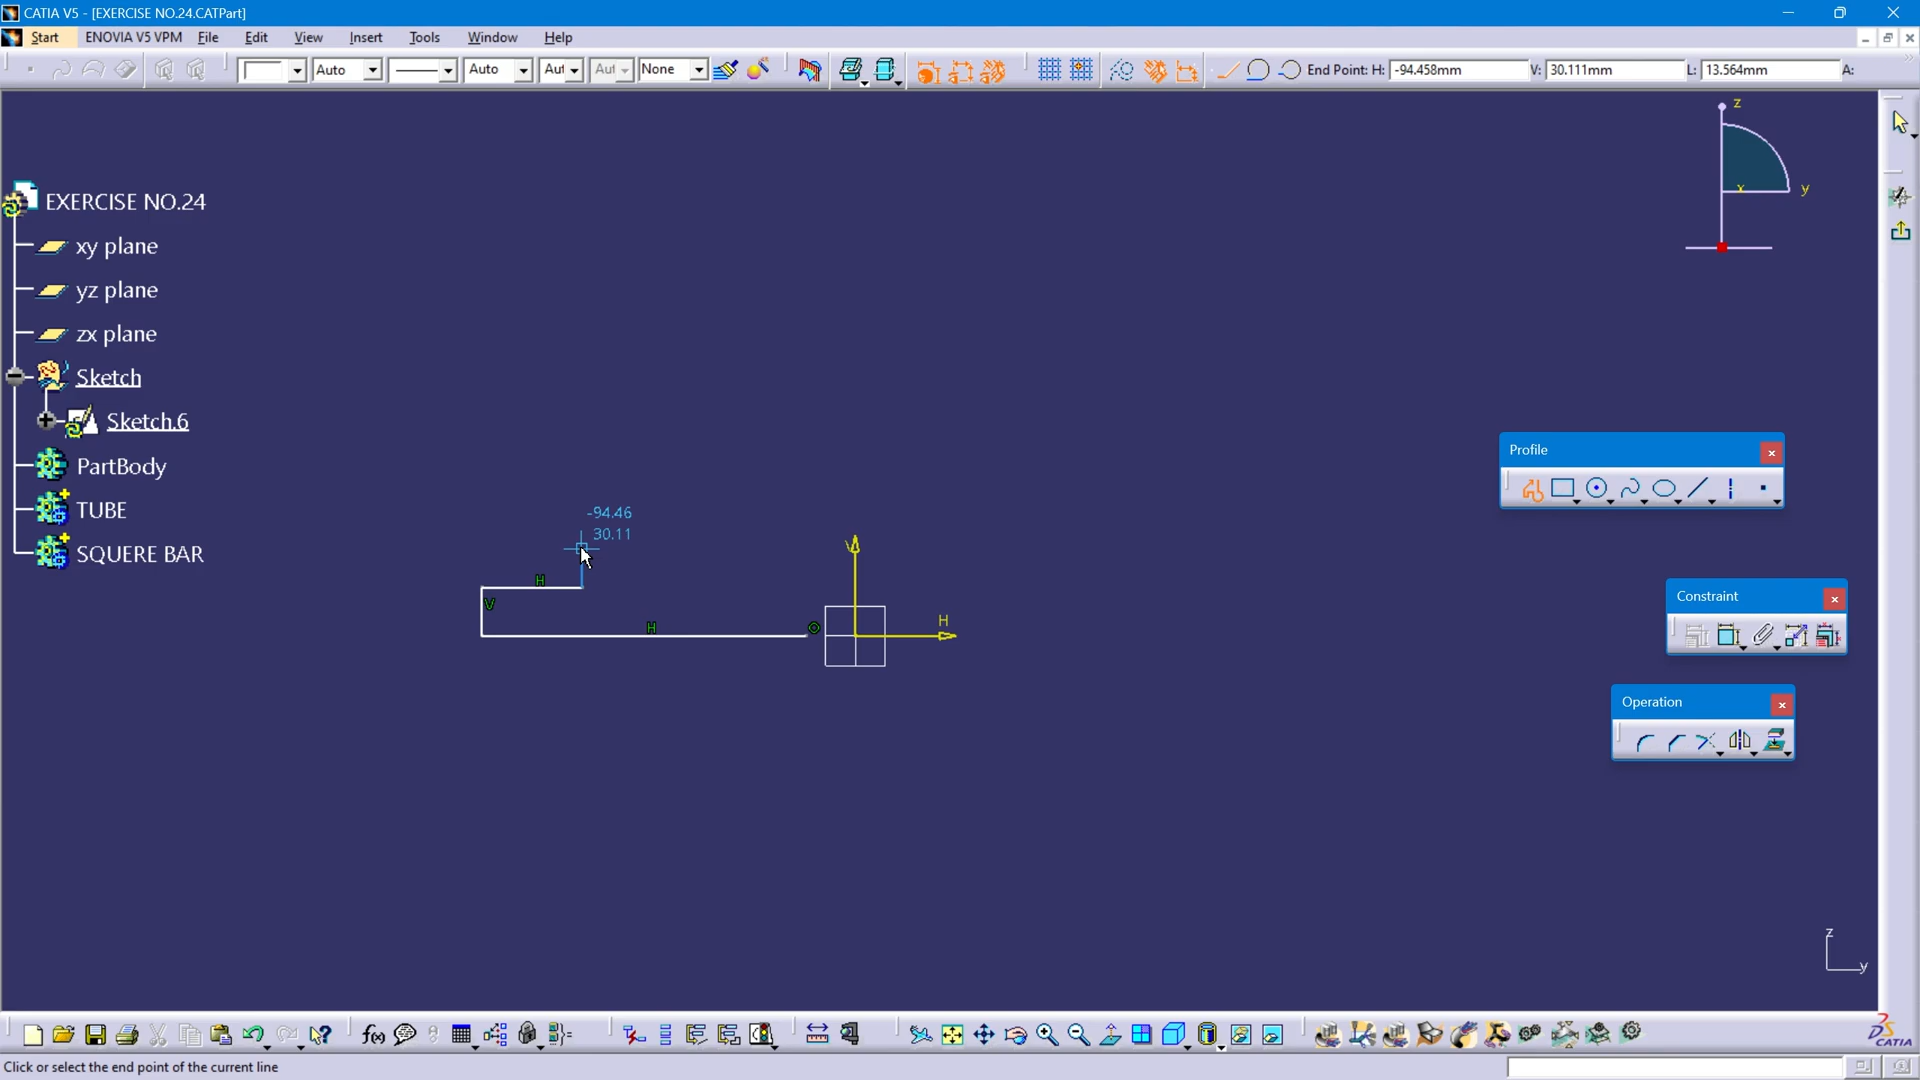 CATIA V5 - [EXERCISE NO.24.CATPart]
Start ENOVIA V5 VPM File Edit View Insert Tools Window Help
Auto Auto Aut Aut None End Point: H: -94.458mm V: 30.111mm L: 13.564mm A:
z
x y
EXERCISE NO.24
xy plane
yz plane
zx plane
Sketch
Sketch.6
PartBody
TUBE
SQUERE BAR
Profile
-94.46
30.11
V
H
H
V
H
Constraint
Operation
z
y
f(x)
CATIA
Click or select the end point of the current line